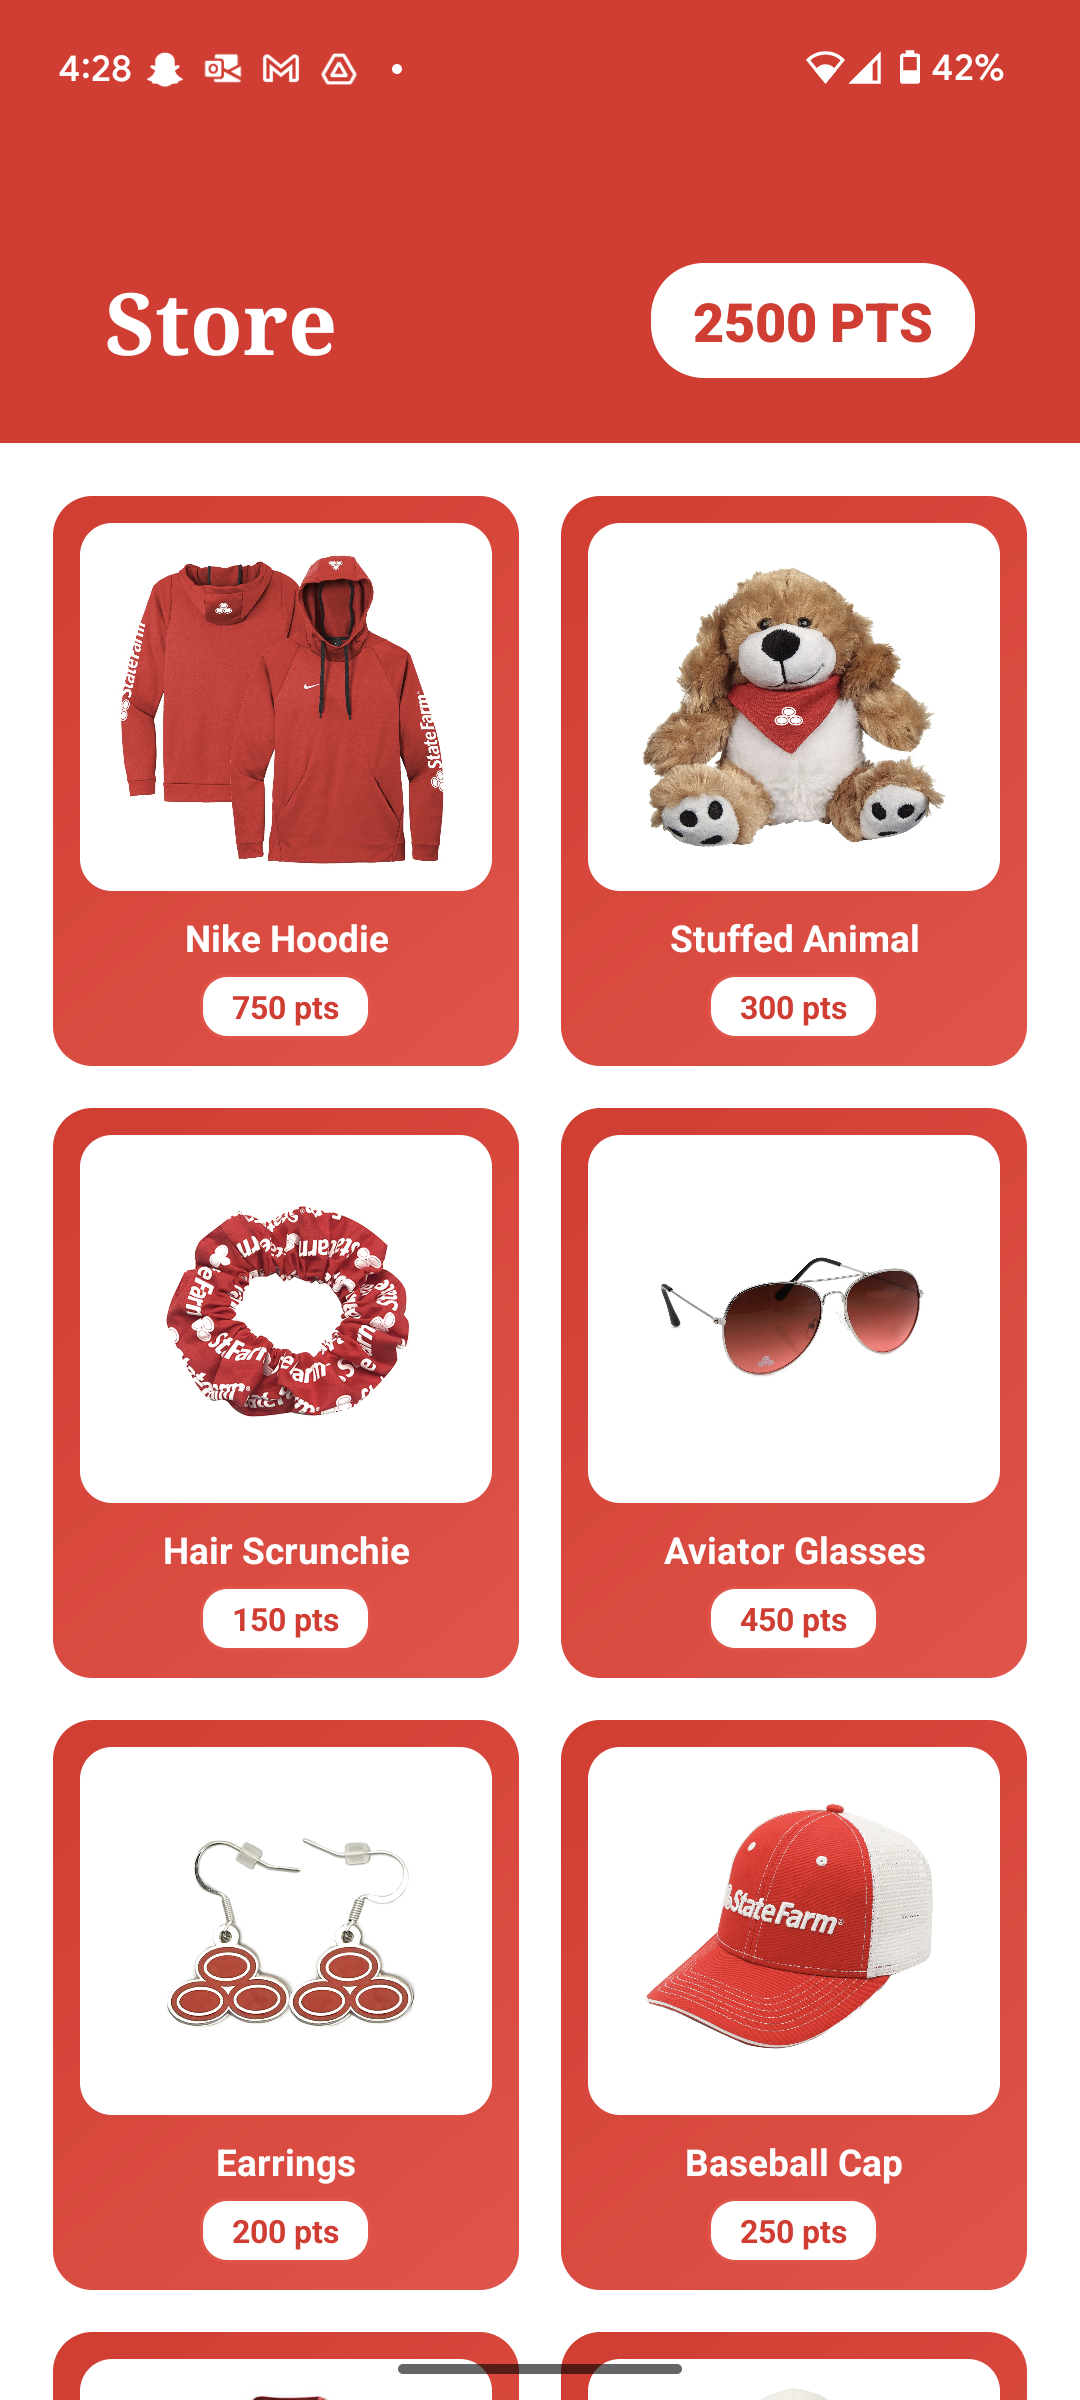 4:28
42%
Store
2500 PTS
StateFarm
StateFarm
Nike Hoodie
750 pts
Stuffed Animal
300 pts
StateFarm
Hair Scrunchie
150 pts
Aviator Glasses
450 pts
StateFarm
Earrings
200 pts
Baseball Cap
250 pts